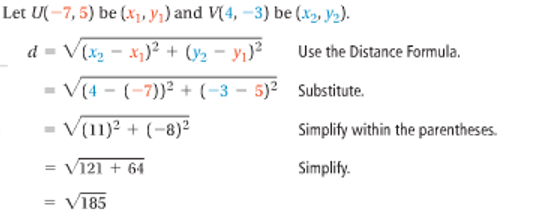 Let U(−7, 5) be (x₁, y₁) and V(4, −3) be (x₂, y₂).
d = √((x₂ − x₁)² + (y₂ − y₁)²) Use the Distance Formula.
= √((4 − (−7))² + (−3 − 5)²) Substitute.
= √((11)² + (−8)²) Simplify within the parentheses.
= √(121 + 64) Simplify.
= √185